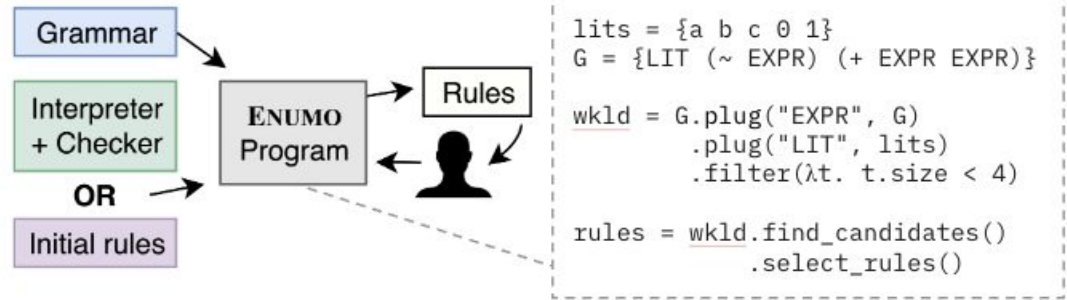 Grammar
Interpreter
+ Checker
OR
Initial rules
ENUMO
Program
Rules
lits = {a b c 0 1}
G = {LIT (~ EXPR) (+ EXPR EXPR)}
wkld = G.plug("EXPR", G)
.plug("LIT", lits)
.filter(λt. t.size < 4)
rules = wkld.find_candidates()
.select_rules()